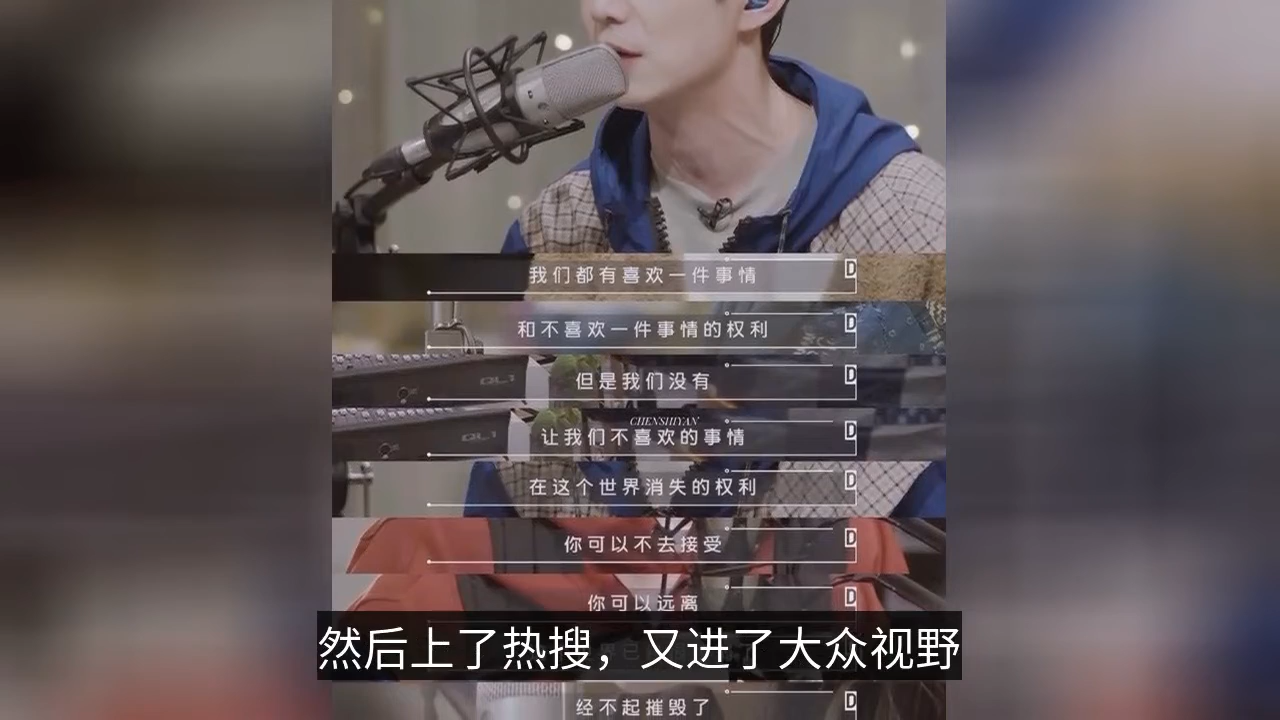 我们都有喜欢一件事情
D
和不喜欢一件事情的权利
D
QL1
但是我们没有
D
CHENSHIYAN
QL1
让我们不喜欢的事情
D
在这个世界消失的权利
D
你可以不去接受
D
你可以远离
D
然后上了热搜，又进了大众视野
经不起摧毁了
D